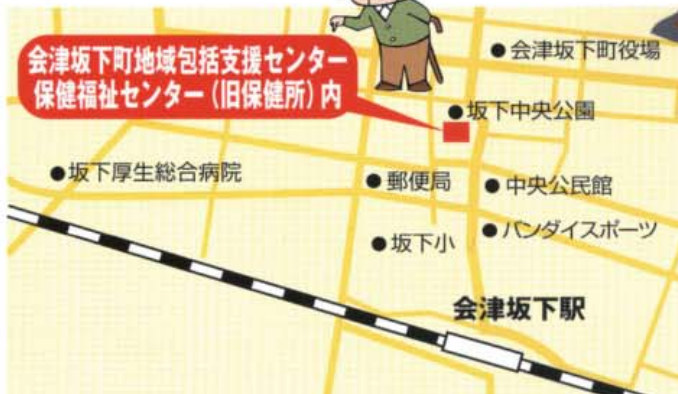 会津坂下町地域包括支援センター
保健福祉センター（旧保健所）内
会津坂下町役場
坂下中央公園
坂下厚生総合病院
郵便局
中央公民館
坂下小
バンダイスポーツ
会津坂下駅